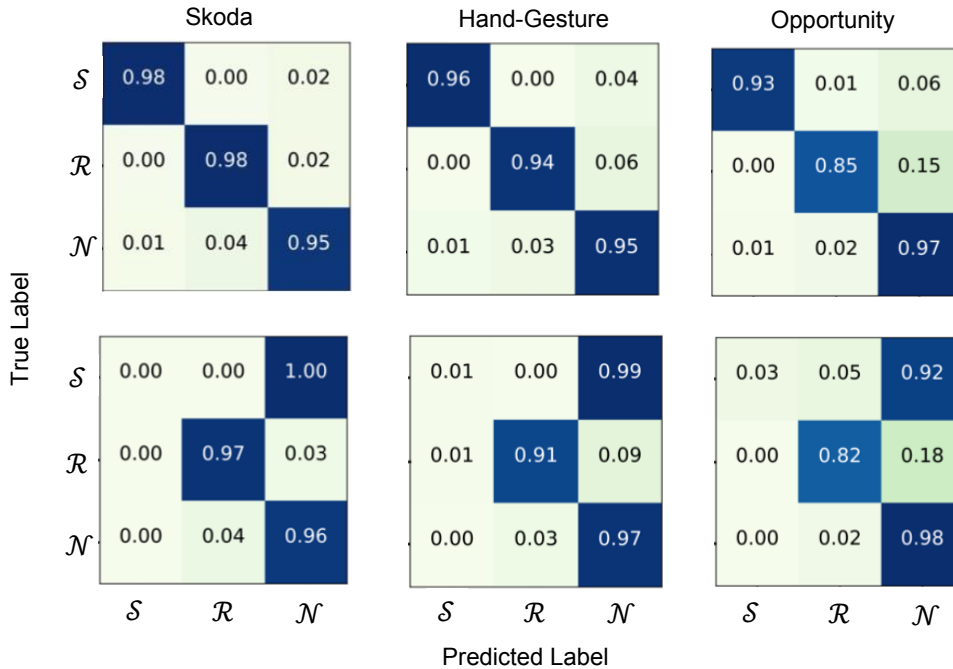 Skoda Hand-Gesture Opportunity
𝒮 0.98 0.00 0.02 0.96 0.00 0.04 0.93 0.01 0.06
ℛ 0.00 0.98 0.02 0.00 0.94 0.06 0.00 0.85 0.15
𝒩 0.01 0.04 0.95 0.01 0.03 0.95 0.01 0.02 0.97
True Label
𝒮 0.00 0.00 1.00 0.01 0.00 0.99 0.03 0.05 0.92
ℛ 0.00 0.97 0.03 0.01 0.91 0.09 0.00 0.82 0.18
𝒩 0.00 0.04 0.96 0.00 0.03 0.97 0.00 0.02 0.98
𝒮 ℛ 𝒩 𝒮 ℛ 𝒩 𝒮 ℛ 𝒩
Predicted Label